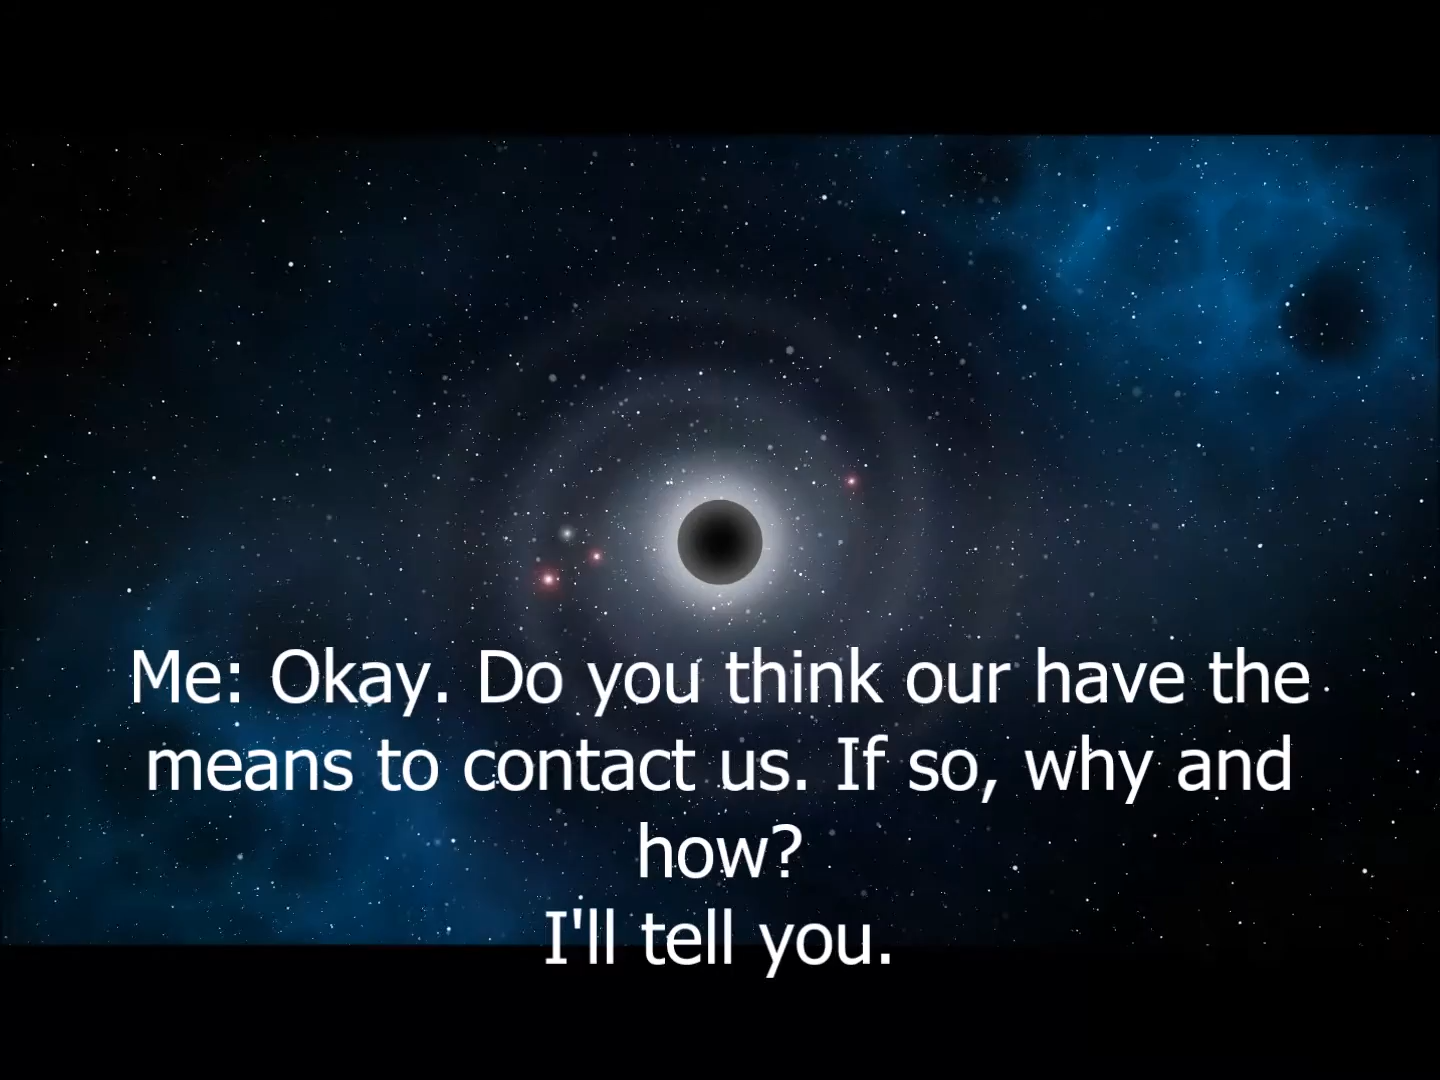 Me: Okay. Do you think our have the
means to contact us. If so, why and
how?
I'll tell you.